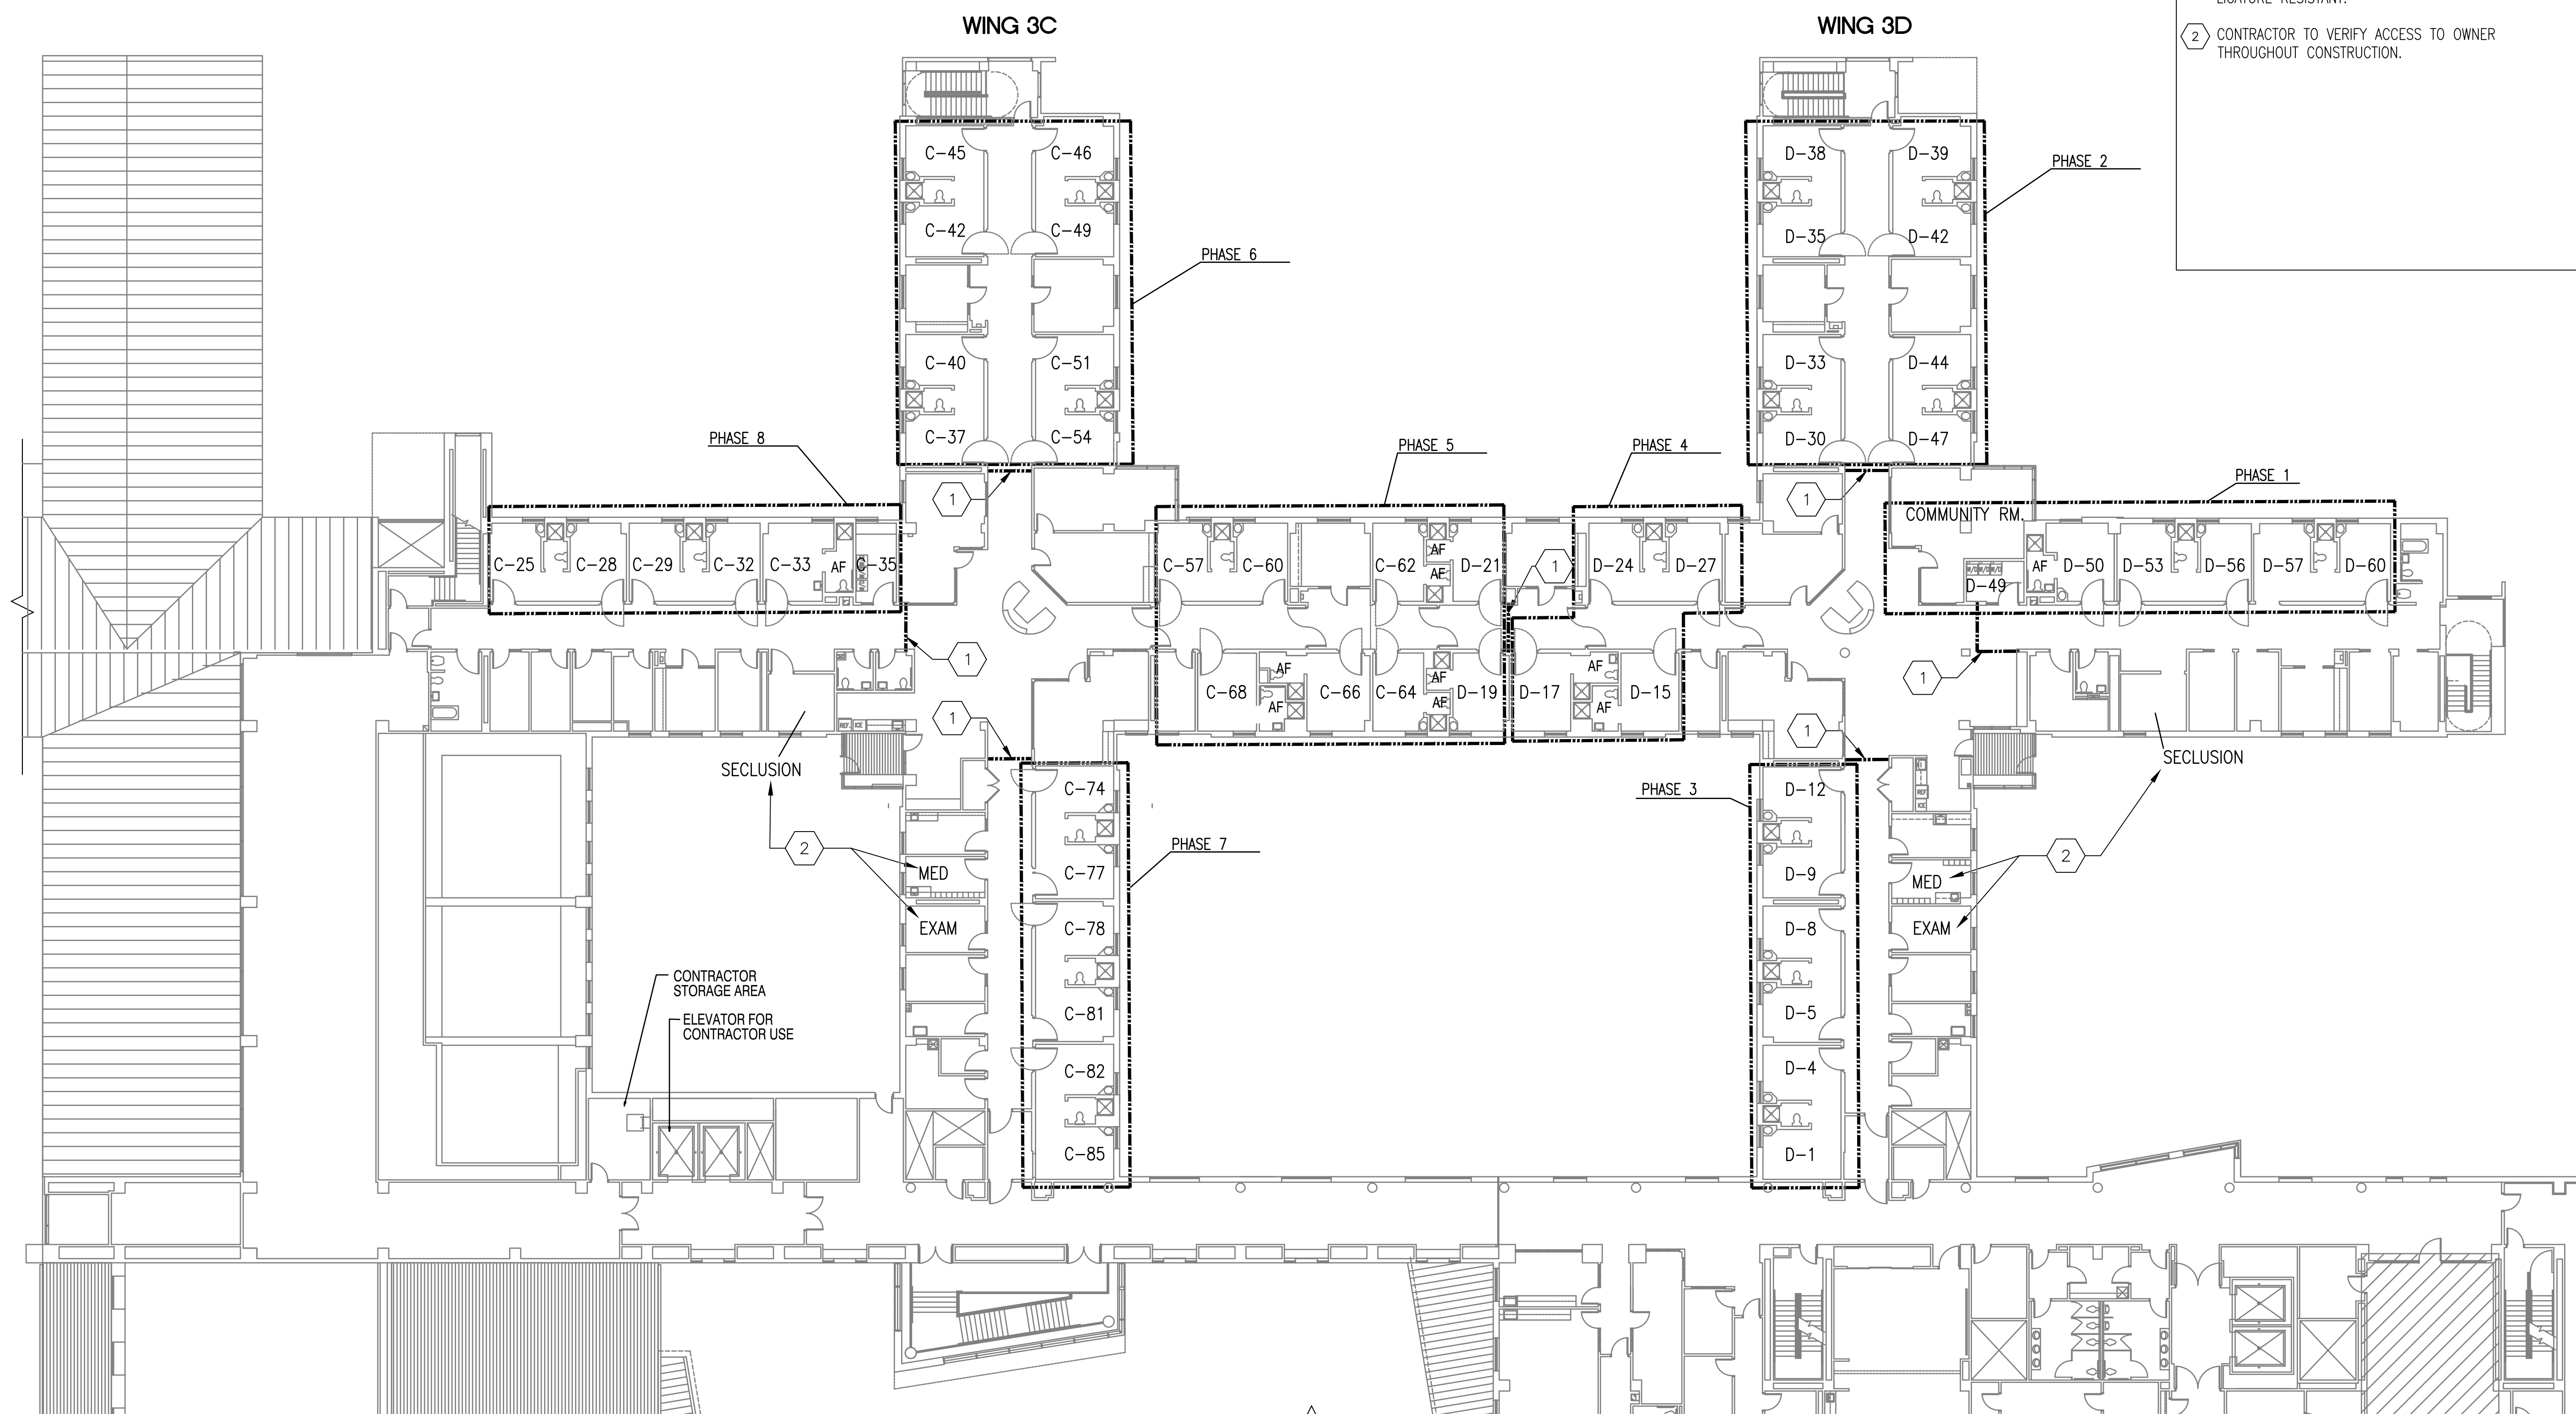 WING 3C
WING 3D
LIGATURE RESISTANT.
2 CONTRACTOR TO VERIFY ACCESS TO OWNER
THROUGHOUT CONSTRUCTION.
C-45
C-46
C-42
C-49
C-40
C-51
C-37
C-54
PHASE 6
D-38
D-39
D-35
D-42
D-33
D-44
D-30
D-47
PHASE 2
PHASE 8
PHASE 5
PHASE 4
PHASE 1
1
1
COMMUNITY RM.
C-25
C-28
C-29
C-32
C-33
AF
C-35
C-57
C-60
C-62
AF
AF
D-21
1
D-24
D-27
D-49
AF
D-50
D-53
D-56
D-57
D-60
1
C-68
AF
AF
C-66
C-64
AF
AF
D-19
D-17
AF
AF
D-15
1
REF.
ICE
1
1
SECLUSION
SECLUSION
2
MED
EXAM
C-74
C-77
C-78
C-81
C-82
C-85
PHASE 7
PHASE 3
D-12
D-9
D-8
D-5
D-4
D-1
REF
ICE
MED
EXAM
2
CONTRACTOR
STORAGE AREA
ELEVATOR FOR
CONTRACTOR USE